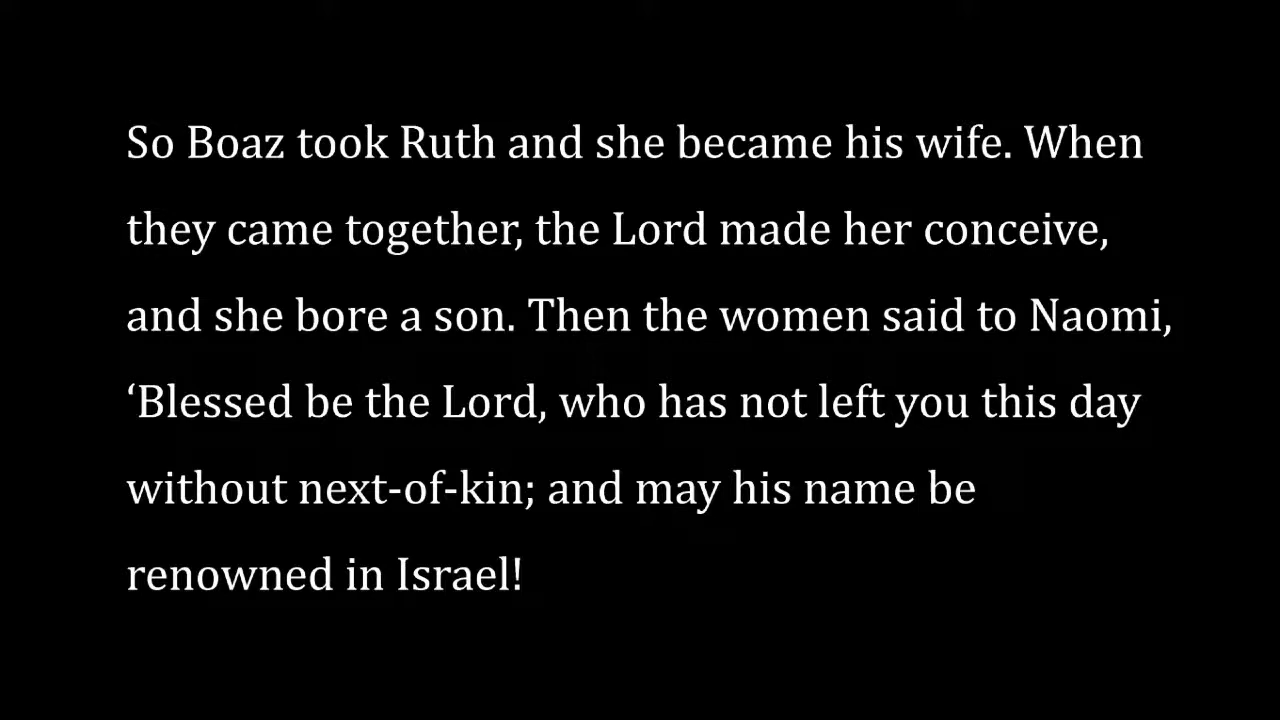 So Boaz took Ruth and she became his wife. When
they came together, the Lord made her conceive,
and she bore a son. Then the women said to Naomi,
‘Blessed be the Lord, who has not left you this day
without next-of-kin; and may his name be
renowned in Israel!